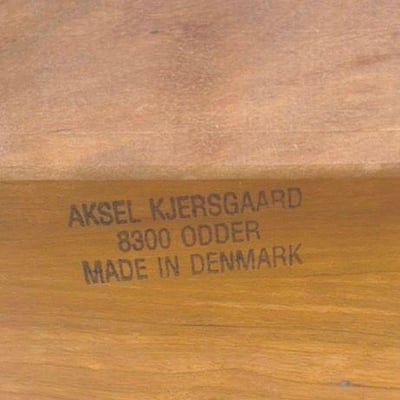 AKSEL KJERSGAARD
8300 ODDER
MADE IN DENMARK